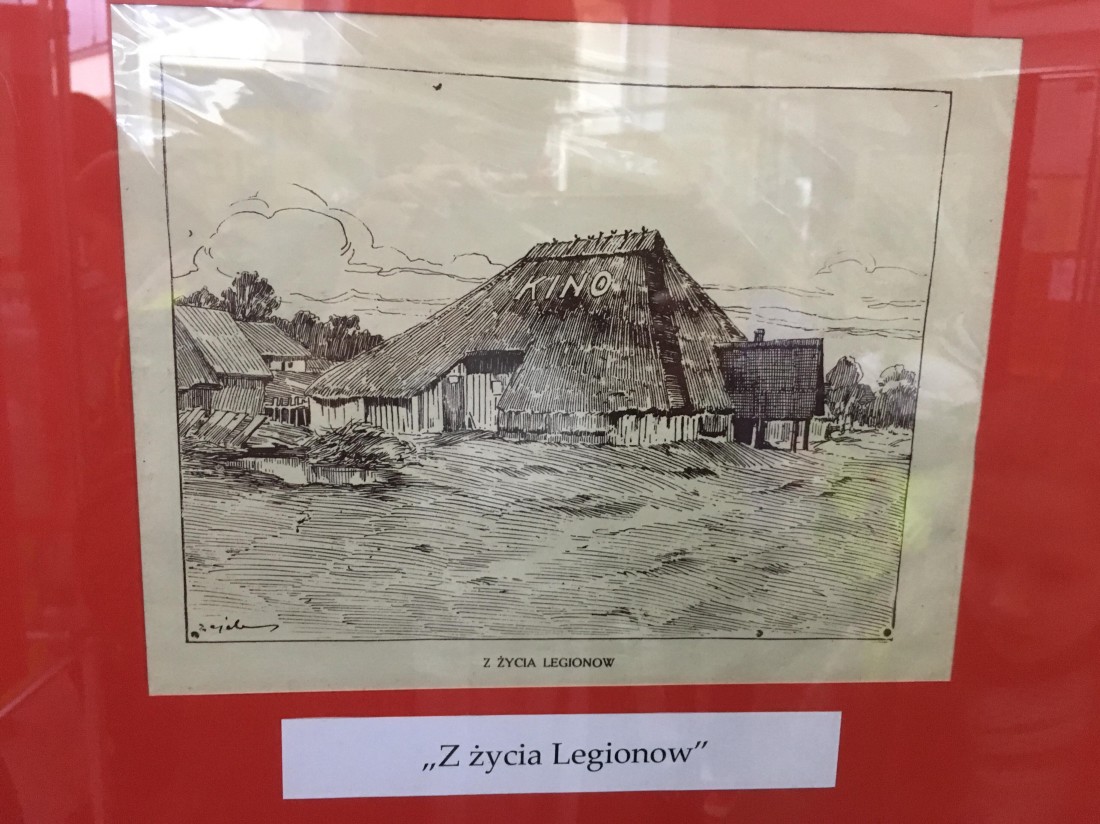 KINO
Z ŻYCIA LEGIONOW
„Z życia Legionow”